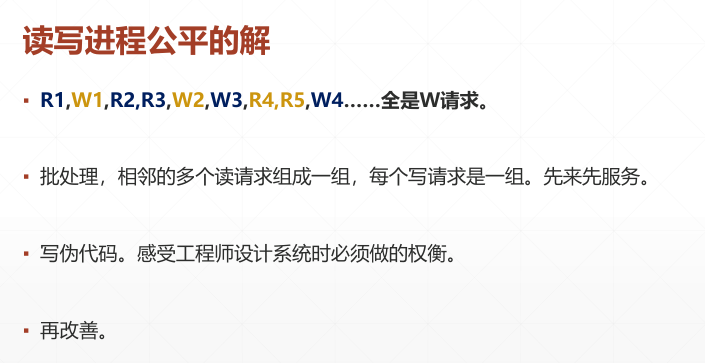 读写进程公平的解
▪ R1,W1,R2,R3,W2,W3,R4,R5,W4……全是W请求。
▪ 批处理，相邻的多个读请求组成一组，每个写请求是一组。先来先服务。
▪ 写伪代码。感受工程师设计系统时必须做的权衡。
▪ 再改善。